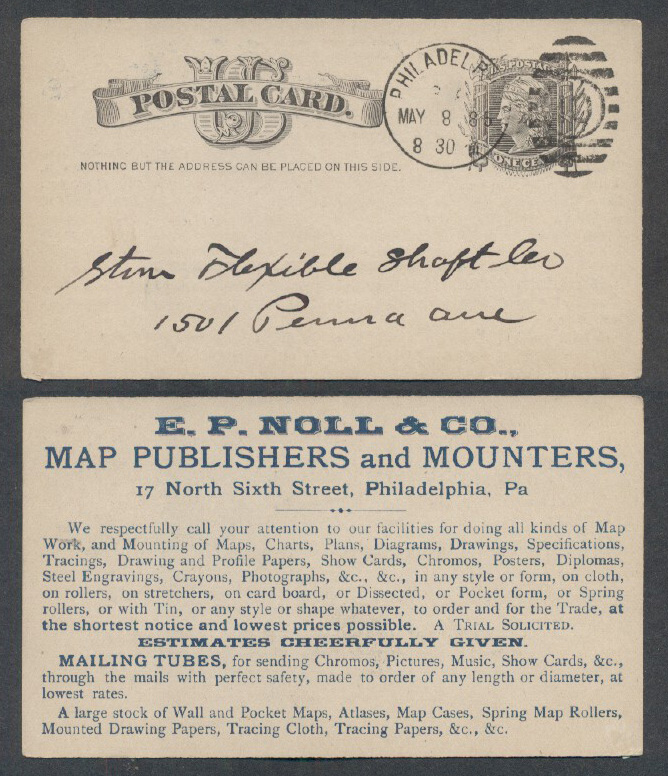 US
POSTAL CARD.
NOTHING BUT THE ADDRESS CAN BE PLACED ON THIS SIDE.
PHILADELP
MAY 8
8 30
U.S. POSTAL
ONE CE
Flexible Shaft Co
1501 Penna ave
E. P. NOLL & CO.,
MAP PUBLISHERS and MOUNTERS,
17 North Sixth Street, Philadelphia, Pa
We respectfully call your attention to our facilities for doing all kinds of Map
Work, and Mounting of Maps, Charts, Plans, Diagrams, Drawings, Specifications,
Tracings, Drawing and Profile Papers, Show Cards, Chromos, Posters, Diplomas,
Steel Engravings, Crayons, Photographs, &c., &c., in any style or form, on cloth,
on rollers, on stretchers, on card board, or Dissected, or Pocket form, or Spring
rollers, or with Tin, or any style or shape whatever, to order and for the Trade, at
the shortest notice and lowest prices possible. A TRIAL SOLICITED.
ESTIMATES CHEERFULLY GIVEN.
MAILING TUBES, for sending Chromos, Pictures, Music, Show Cards, &c.,
through the mails with perfect safety, made to order of any length or diameter, at
lowest rates.
A large stock of Wall and Pocket Maps, Atlases, Map Cases, Spring Map Rollers,
Mounted Drawing Papers, Tracing Cloth, Tracing Papers, &c., &c.